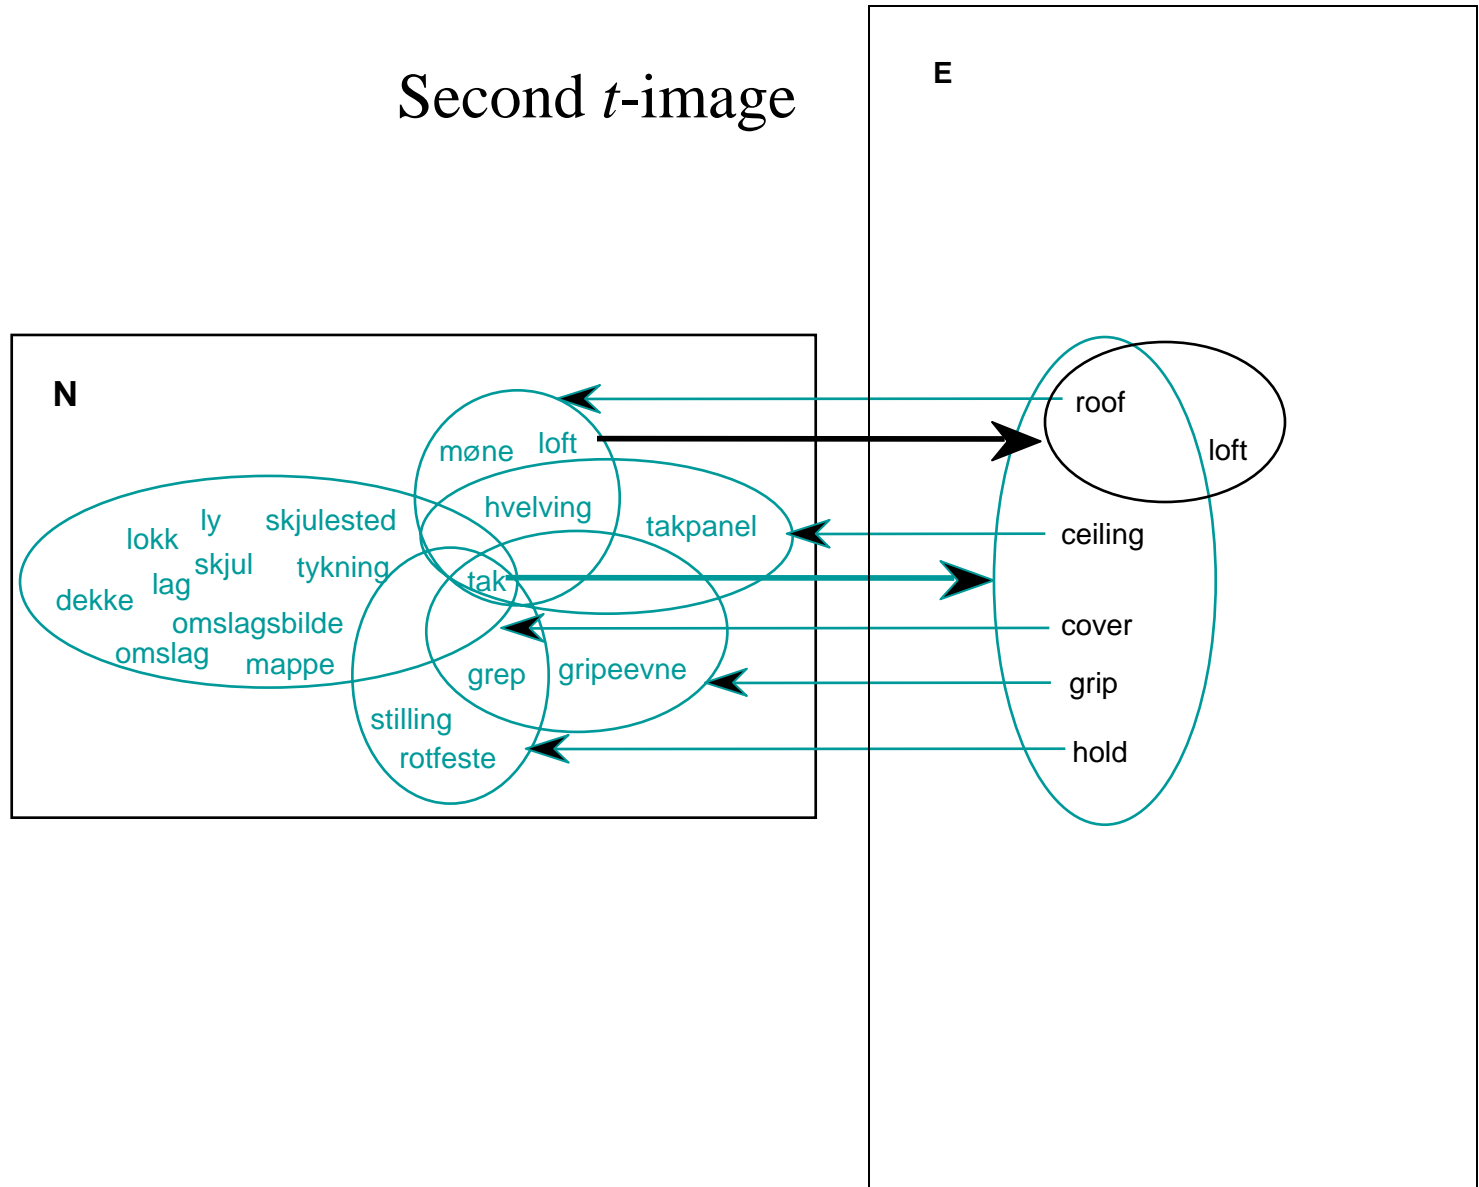 Second t-image
E
N
møne
loft
hvelving
takpanel
ly
skjulested
lokk
skjul
tykning
lag
dekke
tak
omslagsbilde
omslag
mappe
grep
gripeevne
stilling
rotfeste
roof
loft
ceiling
cover
grip
hold